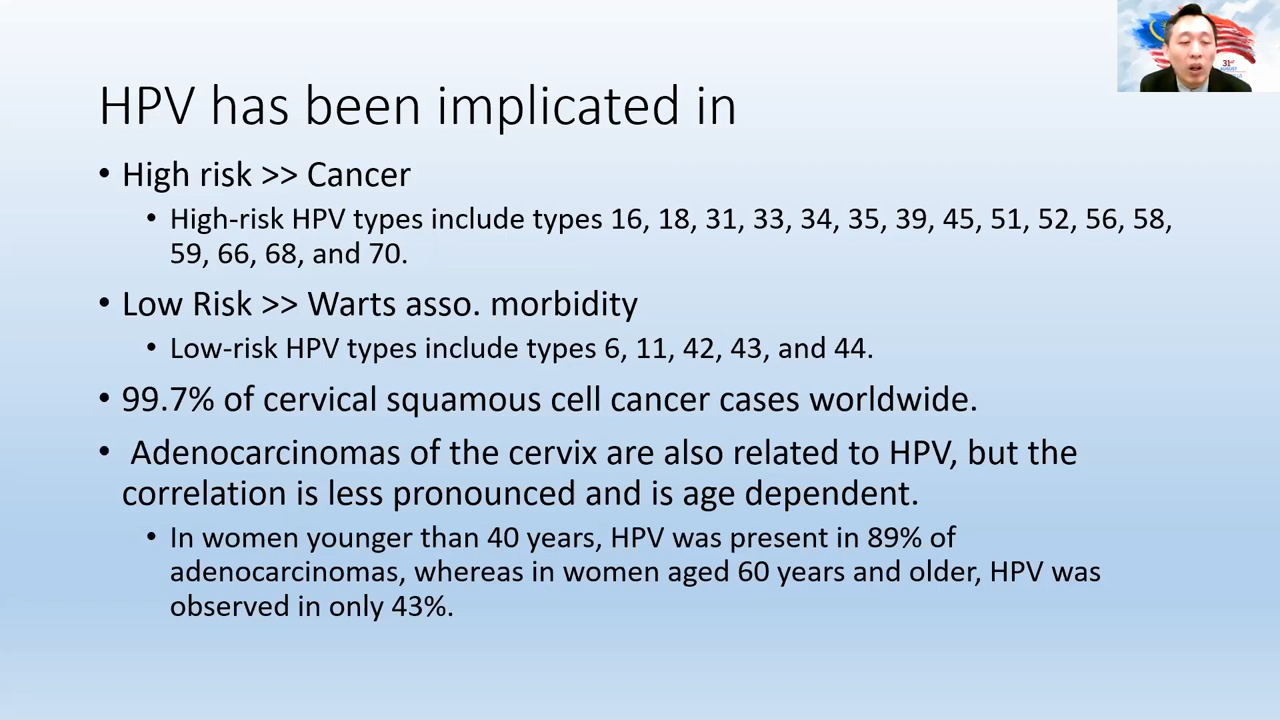 HPV has been implicated in
• High risk >> Cancer
• High-risk HPV types include types 16, 18, 31, 33, 34, 35, 39, 45, 51, 52, 56, 58,
59, 66, 68, and 70.
• Low Risk >> Warts asso. morbidity
• Low-risk HPV types include types 6, 11, 42, 43, and 44.
• 99.7% of cervical squamous cell cancer cases worldwide.
• Adenocarcinomas of the cervix are also related to HPV, but the
correlation is less pronounced and is age dependent.
• In women younger than 40 years, HPV was present in 89% of
adenocarcinomas, whereas in women aged 60 years and older, HPV was
observed in only 43%.
31st
AUGUST